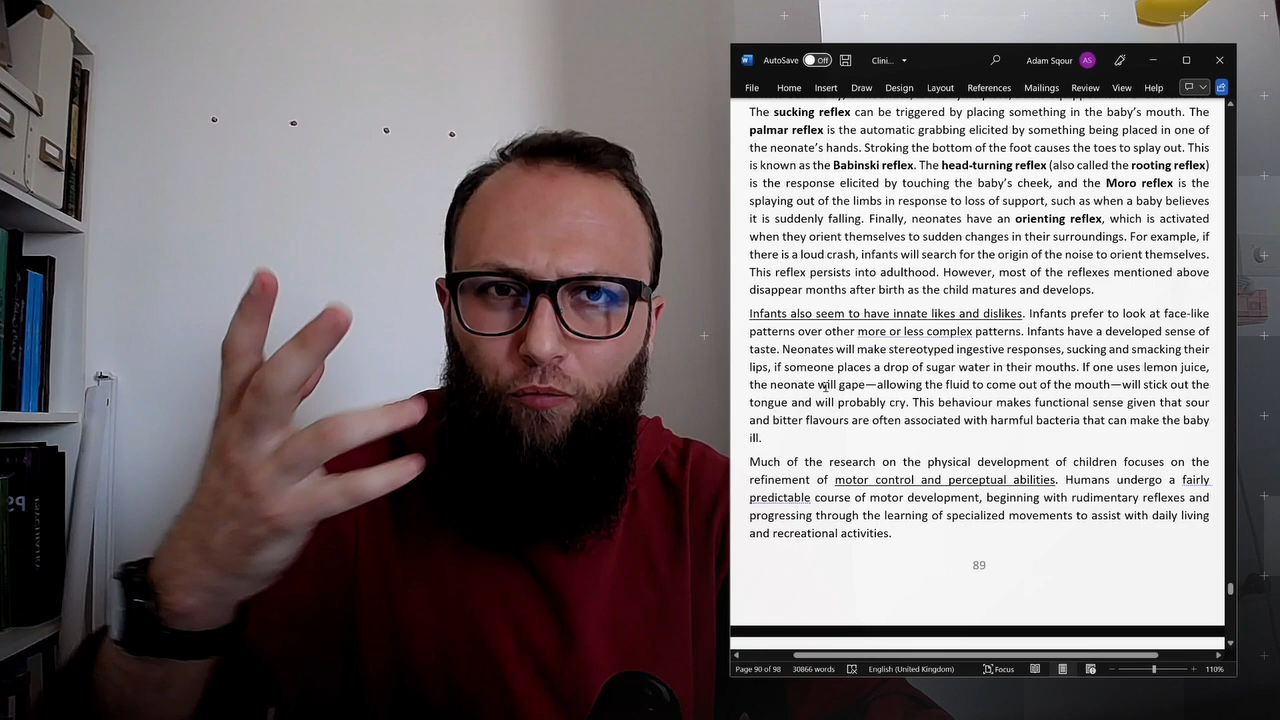 AutoSave Off Clini... Adam Sqour AS
File Home Insert Draw Design Layout References Mailings Review View Help
The sucking reflex can be triggered by placing something in the baby's mouth. The
palmar reflex is the automatic grabbing elicited by something being placed in one of
the neonate's hands. Stroking the bottom of the foot causes the toes to splay out. This
is known as the Babinski reflex. The head-turning reflex (also called the rooting reflex)
is the response elicited by touching the baby's cheek, and the Moro reflex is the
splaying out of the limbs in response to loss of support, such as when a baby believes
it is suddenly falling. Finally, neonates have an orienting reflex, which is activated
when they orient themselves to sudden changes in their surroundings. For example, if
there is a loud crash, infants will search for the origin of the noise to orient themselves.
This reflex persists into adulthood. However, most of the reflexes mentioned above
disappear months after birth as the child matures and develops.
Infants also seem to have innate likes and dislikes. Infants prefer to look at face-like
patterns over other more or less complex patterns. Infants have a developed sense of
taste. Neonates will make stereotyped ingestive responses, sucking and smacking their
lips, if someone places a drop of sugar water in their mouths. If one uses lemon juice,
the neonate will gape—allowing the fluid to come out of the mouth—will stick out the
tongue and will probably cry. This behaviour makes functional sense given that sour
and bitter flavours are often associated with harmful bacteria that can make the baby
ill.
Much of the research on the physical development of children focuses on the
refinement of motor control and perceptual abilities. Humans undergo a fairly
predictable course of motor development, beginning with rudimentary reflexes and
progressing through the learning of specialized movements to assist with daily living
and recreational activities.
89
Page 90 of 98 30866 words English (United Kingdom) Focus 110%